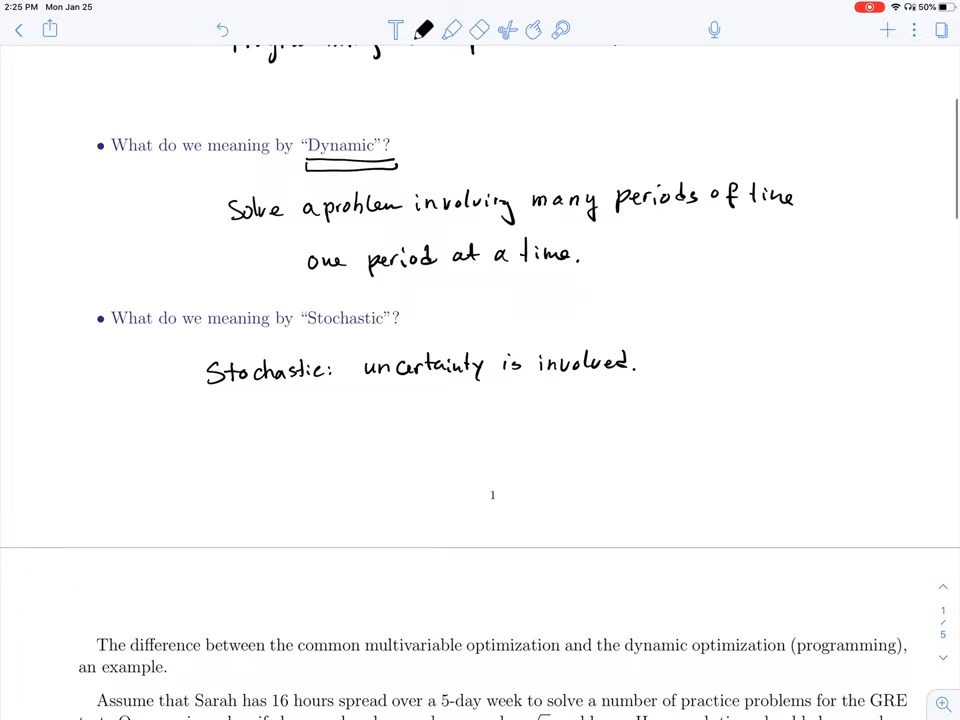 2:25 PM Mon Jan 25
50%
• What do we meaning by “Dynamic”?
Solve a problem involving many periods of time
one period at a time.
• What do we meaning by “Stochastic”?
Stochastic: uncertainty is involved.
1
1
/
5
The difference between the common multivariable optimization and the dynamic optimization (programming),
an example.
Assume that Sarah has 16 hours spread over a 5-day week to solve a number of practice problems for the GRE